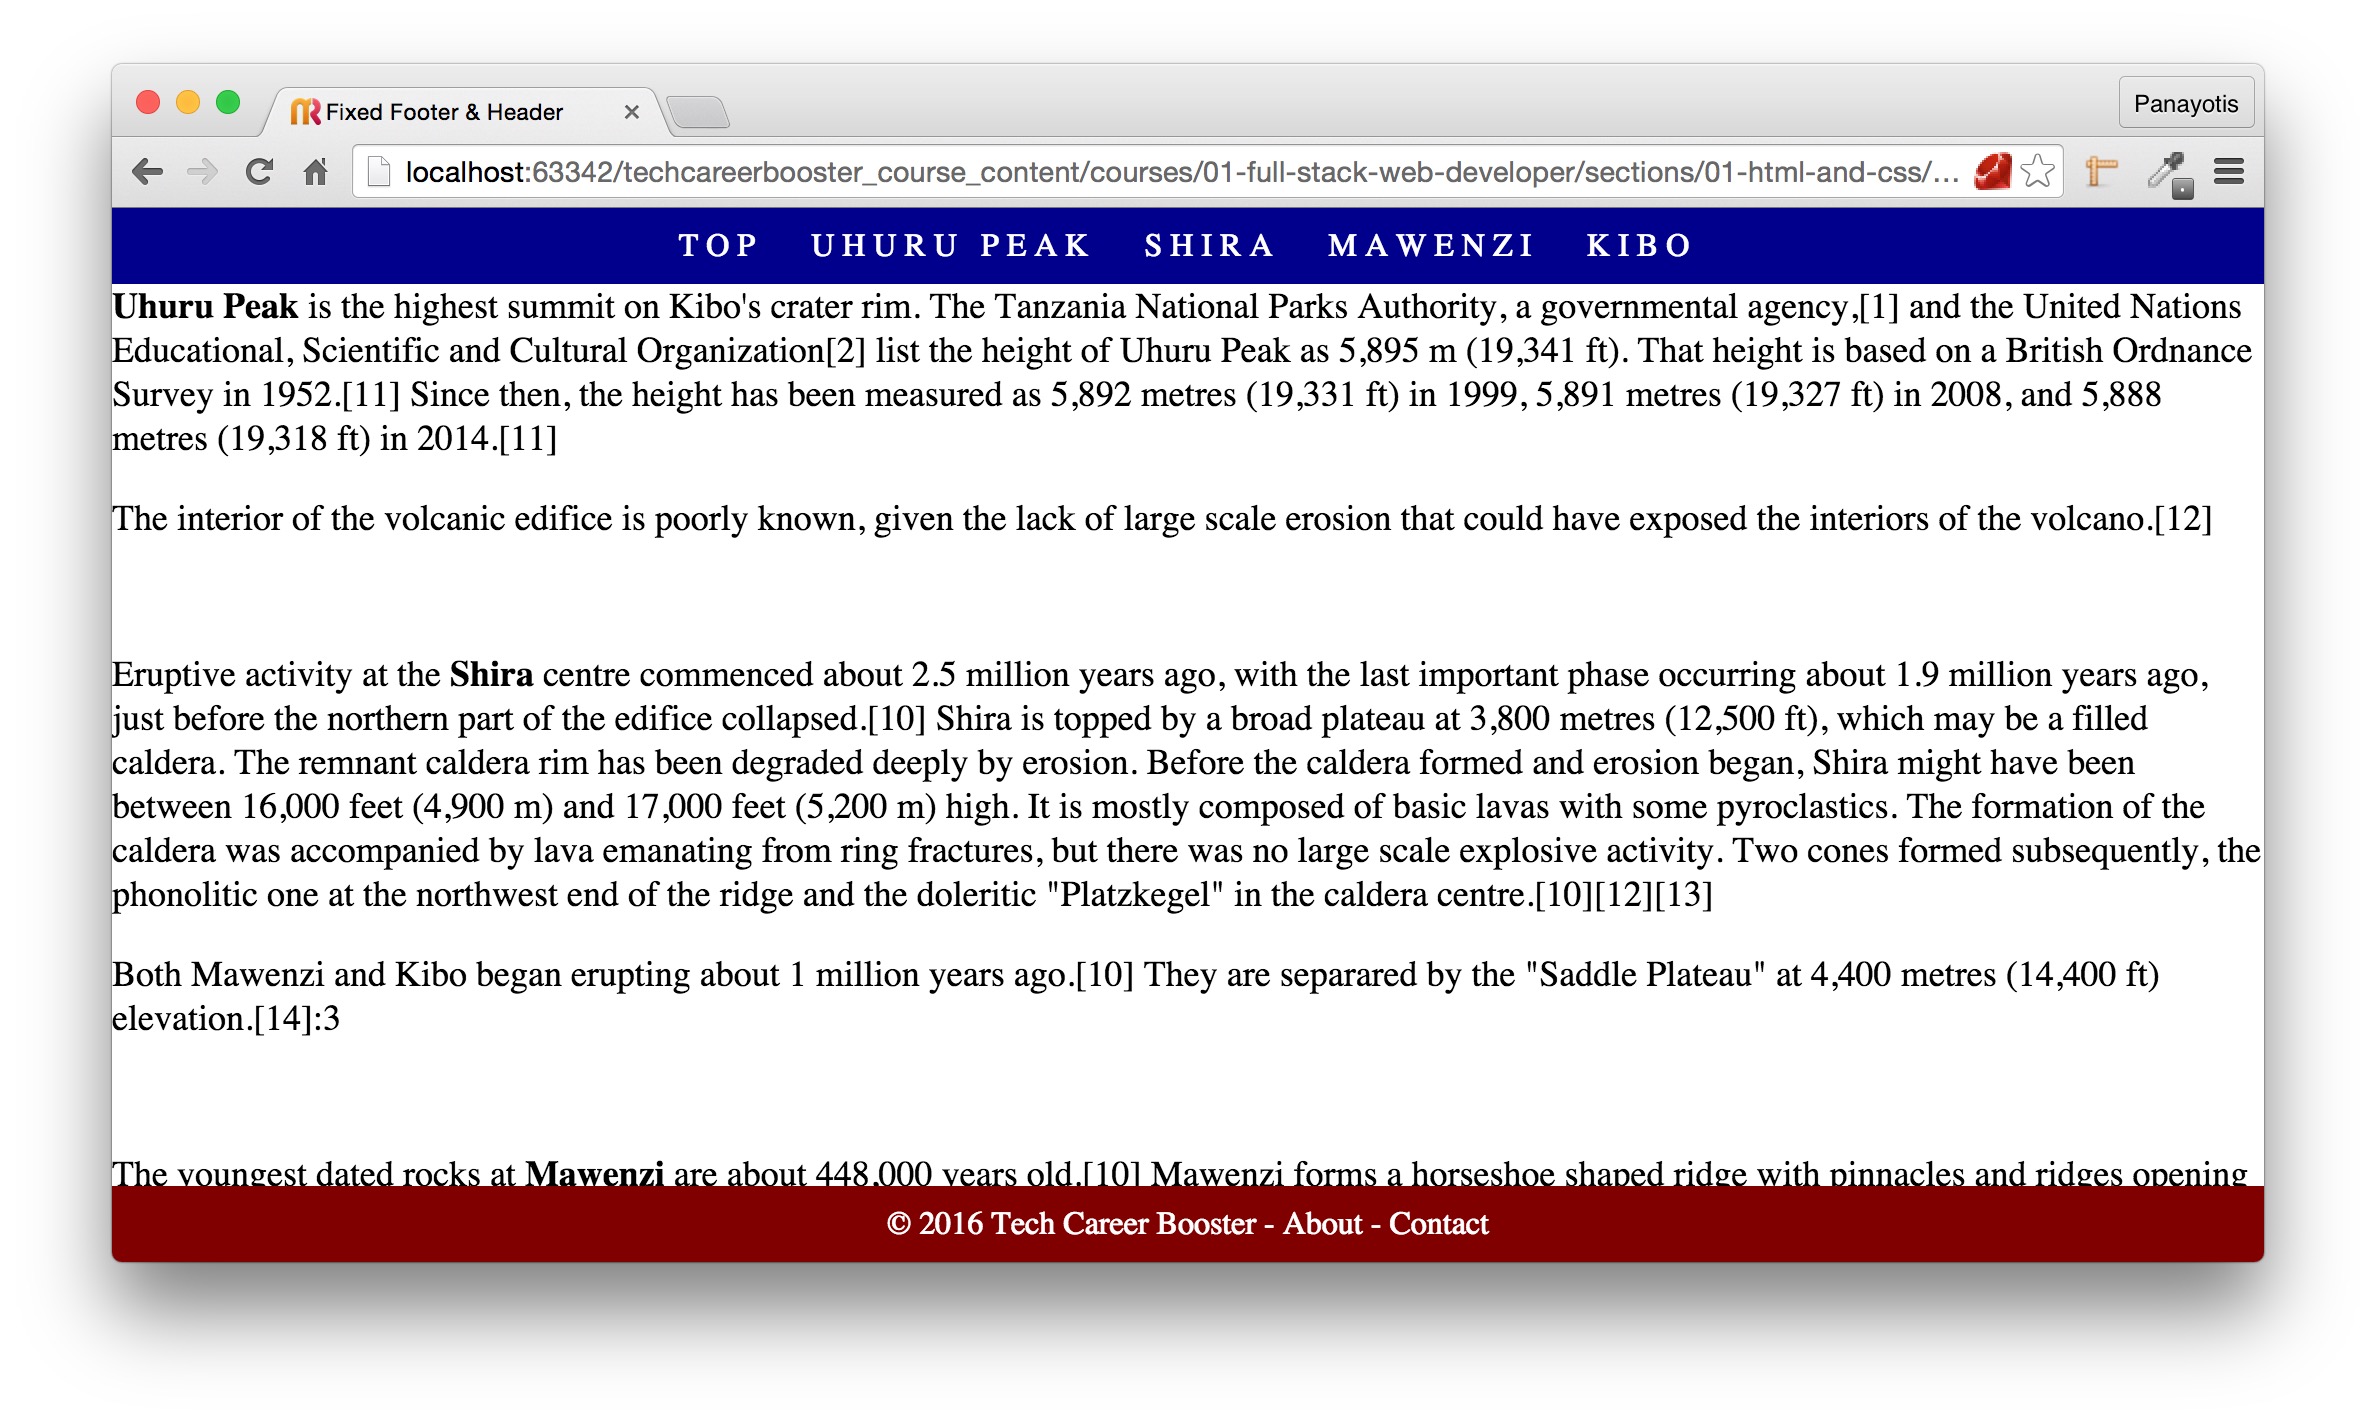 Fixed Footer & Header
Panayotis
localhost:63342/techcareerbooster_course_content/courses/01-full-stack-web-developer/sections/01-html-and-css/...
TOP UHURU PEAK SHIRA MAWENZI KIBO
Uhuru Peak is the highest summit on Kibo's crater rim. The Tanzania National Parks Authority, a governmental agency,[1] and the United Nations
Educational, Scientific and Cultural Organization[2] list the height of Uhuru Peak as 5,895 m (19,341 ft). That height is based on a British Ordnance
Survey in 1952.[11] Since then, the height has been measured as 5,892 metres (19,331 ft) in 1999, 5,891 metres (19,327 ft) in 2008, and 5,888
metres (19,318 ft) in 2014.[11]
The interior of the volcanic edifice is poorly known, given the lack of large scale erosion that could have exposed the interiors of the volcano.[12]
Eruptive activity at the Shira centre commenced about 2.5 million years ago, with the last important phase occurring about 1.9 million years ago,
just before the northern part of the edifice collapsed.[10] Shira is topped by a broad plateau at 3,800 metres (12,500 ft), which may be a filled
caldera. The remnant caldera rim has been degraded deeply by erosion. Before the caldera formed and erosion began, Shira might have been
between 16,000 feet (4,900 m) and 17,000 feet (5,200 m) high. It is mostly composed of basic lavas with some pyroclastics. The formation of the
caldera was accompanied by lava emanating from ring fractures, but there was no large scale explosive activity. Two cones formed subsequently, the
phonolitic one at the northwest end of the ridge and the doleritic "Platzkegel" in the caldera centre.[10][12][13]
Both Mawenzi and Kibo began erupting about 1 million years ago.[10] They are separared by the "Saddle Plateau" at 4,400 metres (14,400 ft)
elevation.[14]:3
The youngest dated rocks at Mawenzi are about 448,000 years old.[10] Mawenzi forms a horseshoe shaped ridge with pinnacles and ridges opening
© 2016 Tech Career Booster - About - Contact